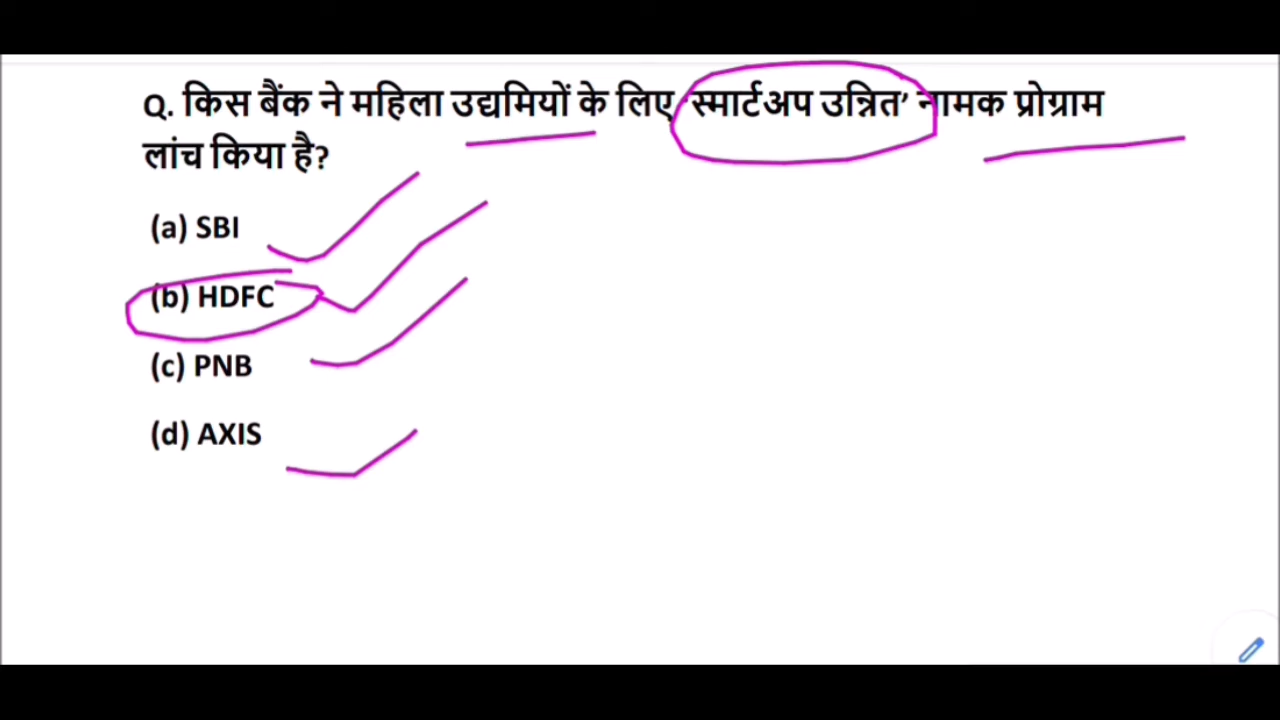 Q. किस बैंक ने महिला उद्यमियों के लिए ‘स्मार्टअप उन्नित’ नामक प्रोग्राम
लांच किया है?
(a) SBI
(b) HDFC
(c) PNB
(d) AXIS